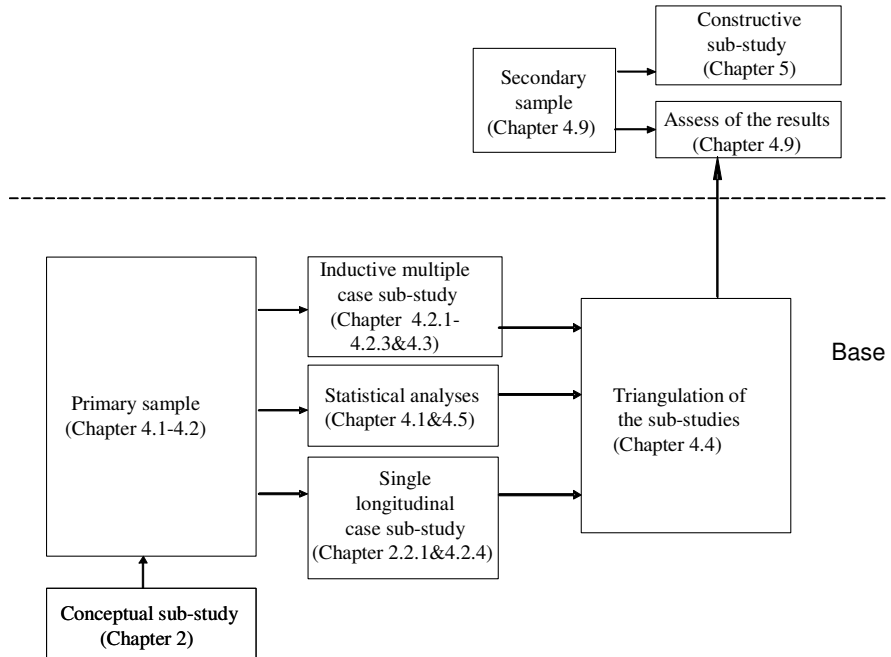 Constructive
sub-study
(Chapter 5)
Secondary
sample
(Chapter 4.9)
Assess of the results
(Chapter 4.9)
Inductive multiple
case sub-study
(Chapter 4.2.1-
4.2.3&4.3)
Base
Primary sample
(Chapter 4.1-4.2)
Statistical analyses
(Chapter 4.1&4.5)
Triangulation of
the sub-studies
(Chapter 4.4)
Single
longitudinal
case sub-study
(Chapter 2.2.1&4.2.4)
Conceptual sub-study
(Chapter 2)